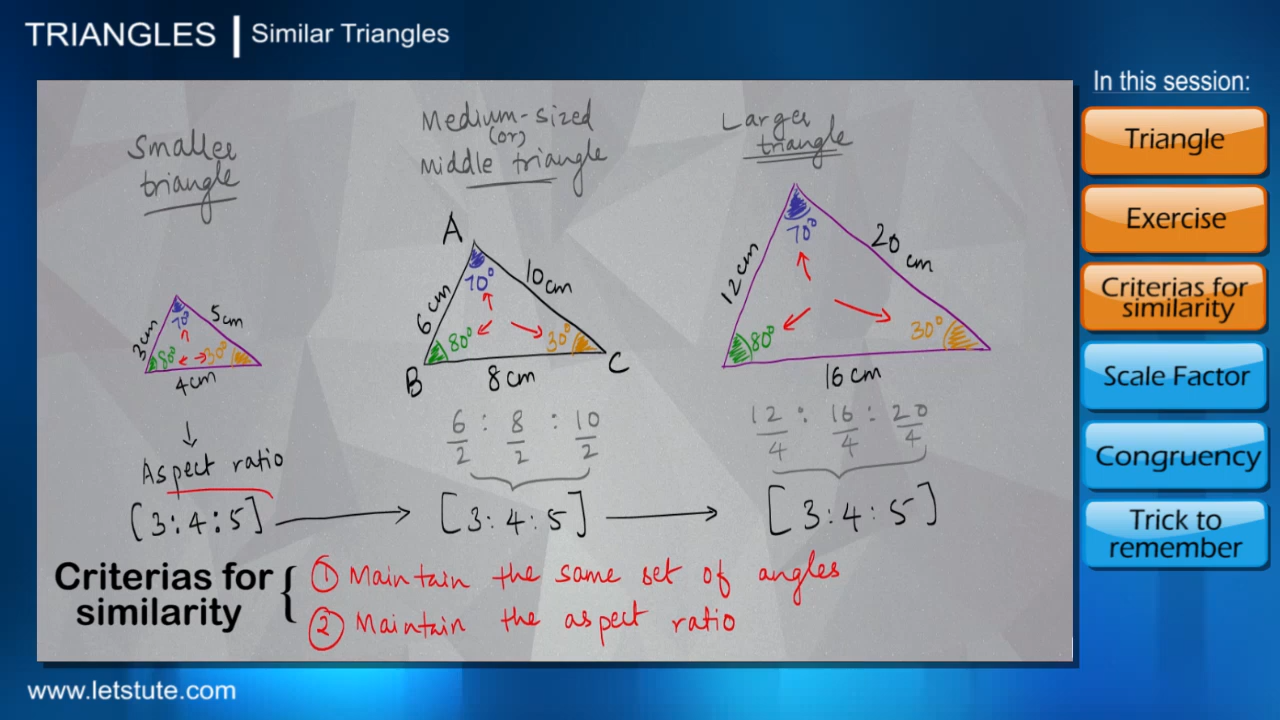 TRIANGLES | Similar Triangles
In this session:
Triangle
Exercise
Criterias for
similarity
Scale Factor
Congruency
Trick to
remember
Smaller
triangle
3cm
5cm
4cm
70°
80°
30°
Aspect ratio
[3:4:5]
Medium-sized
(or)
Middle triangle
A
B
C
6 cm
10cm
8 cm
70°
80°
30°
6/2 : 8/2 : 10/2
[3:4:5]
Larger
triangle
12cm
20 cm
16 cm
70°
80°
30°
12/4 : 16/4 : 20/4
[3:4:5]
Criterias for
similarity
① Maintain the same set of angles
② Maintain the aspect ratio
www.letstute.com